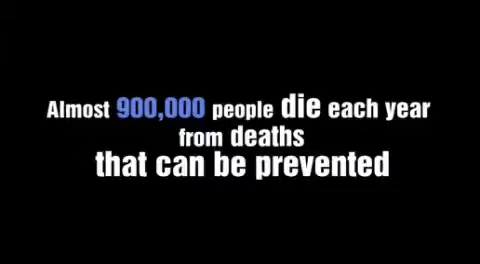 Almost 900,000 people die each year
from deaths
that can be prevented